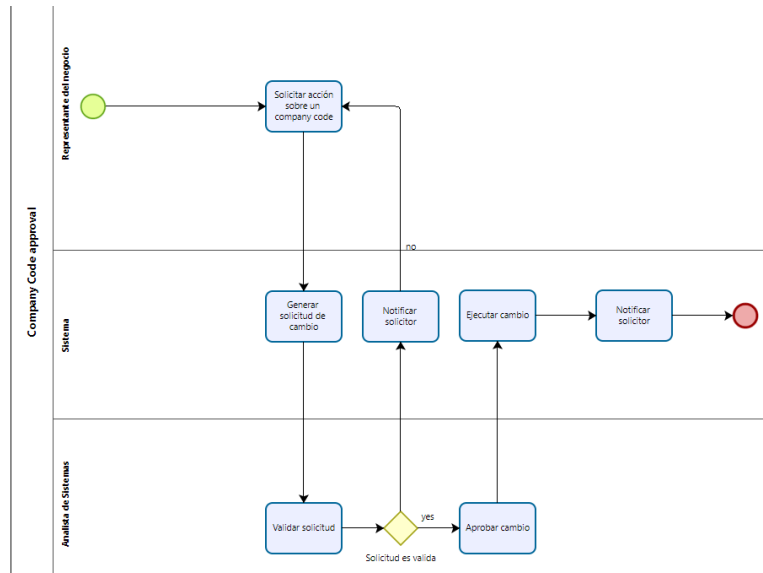 Company Code approval
Representante del negocio
Solicitar acción
sobre un
company code
no
Sistema
Generar
solicitud de
cambio
Notificar
solicitor
Ejecutar cambio
Notificar
solicitor
Analista de Sistemas
Validar solicitud
yes
Aprobar cambio
Solicitud es valida